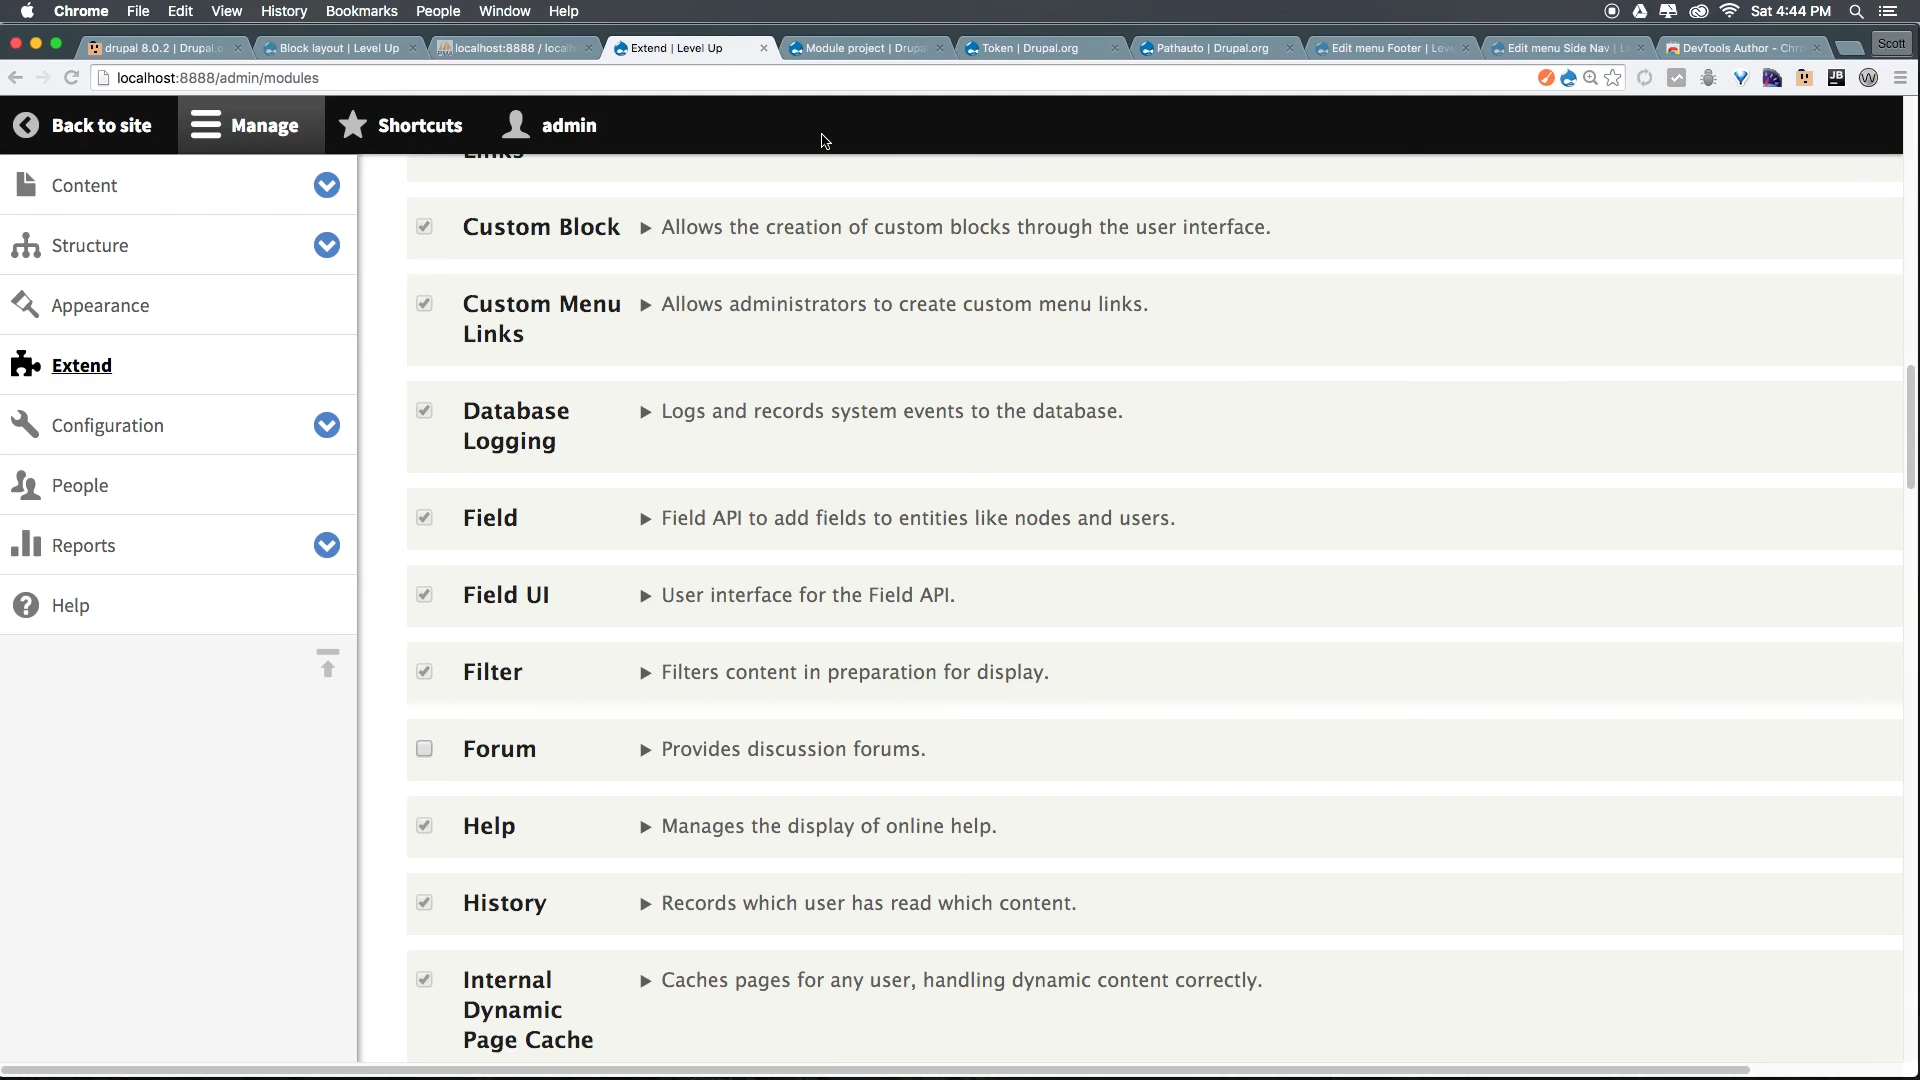 Chrome File Edit View History Bookmarks People Window Help Sat 4:44 PM
drupal 8.0.2 | Drupal.o Block layout | Level Up localhost:8888 / localh Extend | Level Up Module project | Drupa Token | Drupal.org Pathauto | Drupal.org Edit menu Footer | Leve Edit menu Side Nav | L DevTools Author - Chro Scott
localhost:8888/admin/modules
Back to site Manage Shortcuts admin
Links
Content
Structure
Appearance
Extend
Configuration
People
Reports
Help
Custom Block Allows the creation of custom blocks through the user interface.
Custom Menu Allows administrators to create custom menu links.
Links
Database Logs and records system events to the database.
Logging
Field Field API to add fields to entities like nodes and users.
Field UI User interface for the Field API.
Filter Filters content in preparation for display.
Forum Provides discussion forums.
Help Manages the display of online help.
History Records which user has read which content.
Internal Caches pages for any user, handling dynamic content correctly.
Dynamic
Page Cache